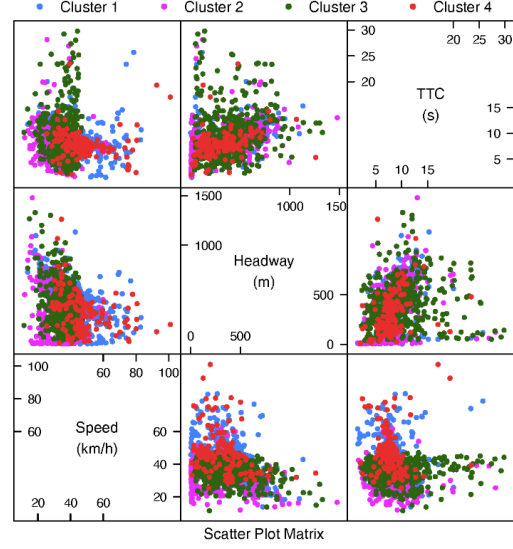 Cluster 1 Cluster 2 Cluster 3 Cluster 4
30
25
20
20 25 30
TTC
(s)
15
10
5
5 10 15
1500
1000
1000 150
Headway
(m)
0 500
500
0
100
80
60
60 80 100
Speed
(km/h)
20 40 60
60
40
20
Scatter Plot Matrix